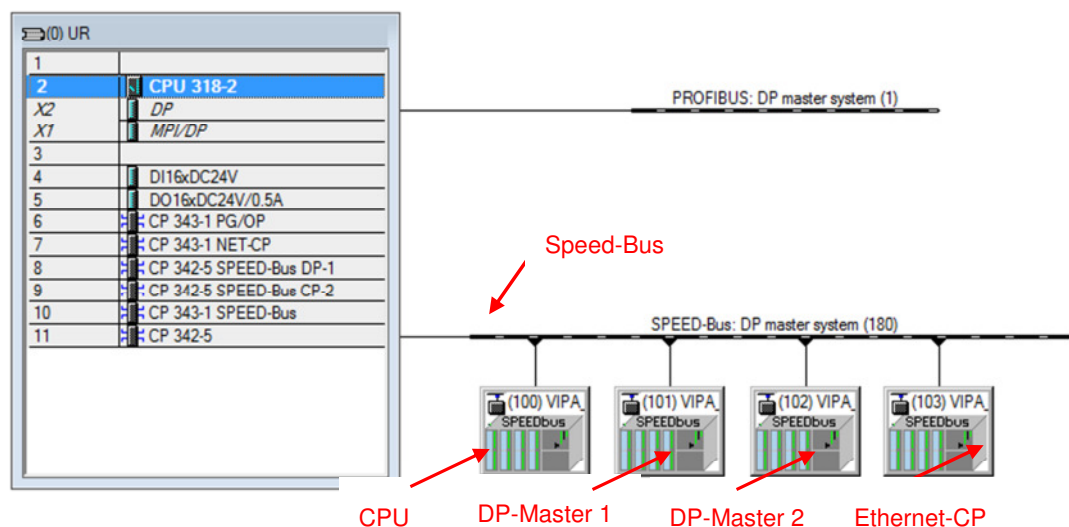 (0) UR
1
2 CPU 318-2
X2 DP
X1 MPI/DP
3
4 DI16xDC24V
5 DO16xDC24V/0.5A
6 CP 343-1 PG/OP
7 CP 343-1 NET-CP
8 CP 342-5 SPEED-Bus DP-1
9 CP 342-5 SPEED-Bus CP-2
10 CP 343-1 SPEED-Bus
11 CP 342-5
PROFIBUS: DP master system (1)
Speed-Bus
SPEED-Bus: DP master system (180)
(100) VIPA_
SPEEDbus
(101) VIPA_
SPEEDbus
(102) VIPA_
SPEEDbus
(103) VIPA_
SPEEDbus
CPU
DP-Master 1
DP-Master 2
Ethernet-CP